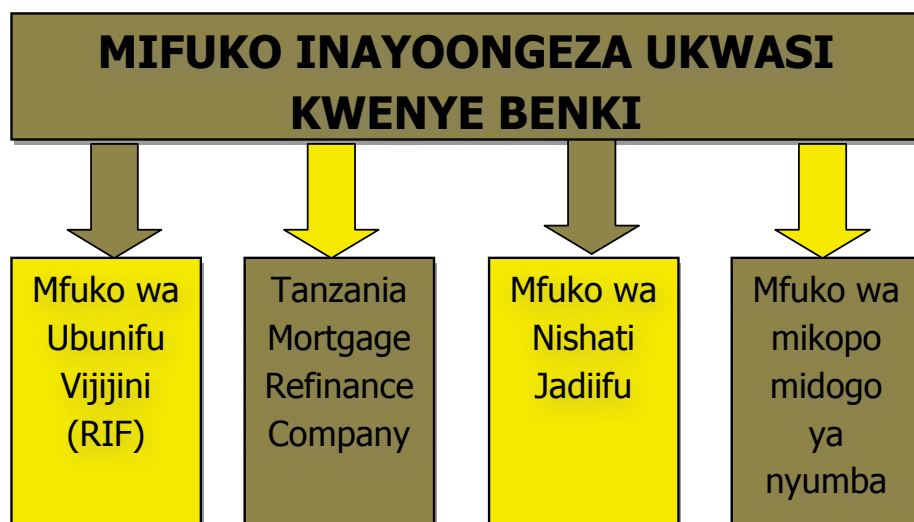 MIFUKO INAYOONGEZA UKWASI
KWENYE BENKI
Mfuko wa
Ubunifu
Vijijini
(RIF)
Tanzania
Mortgage
Refinance
Company
Mfuko wa
Nishati
Jadiifu
Mfuko wa
mikopo
midogo
ya
nyumba